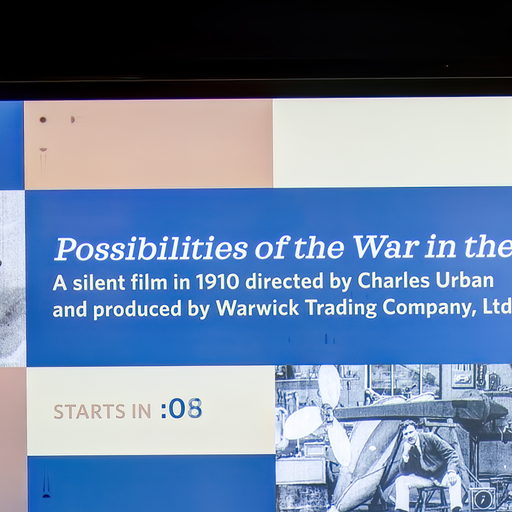 Possibilities of the War in the
A silent film in 1910 directed by Charles Urban
and produced by Warwick Trading Company, Ltd
STARTS IN :08